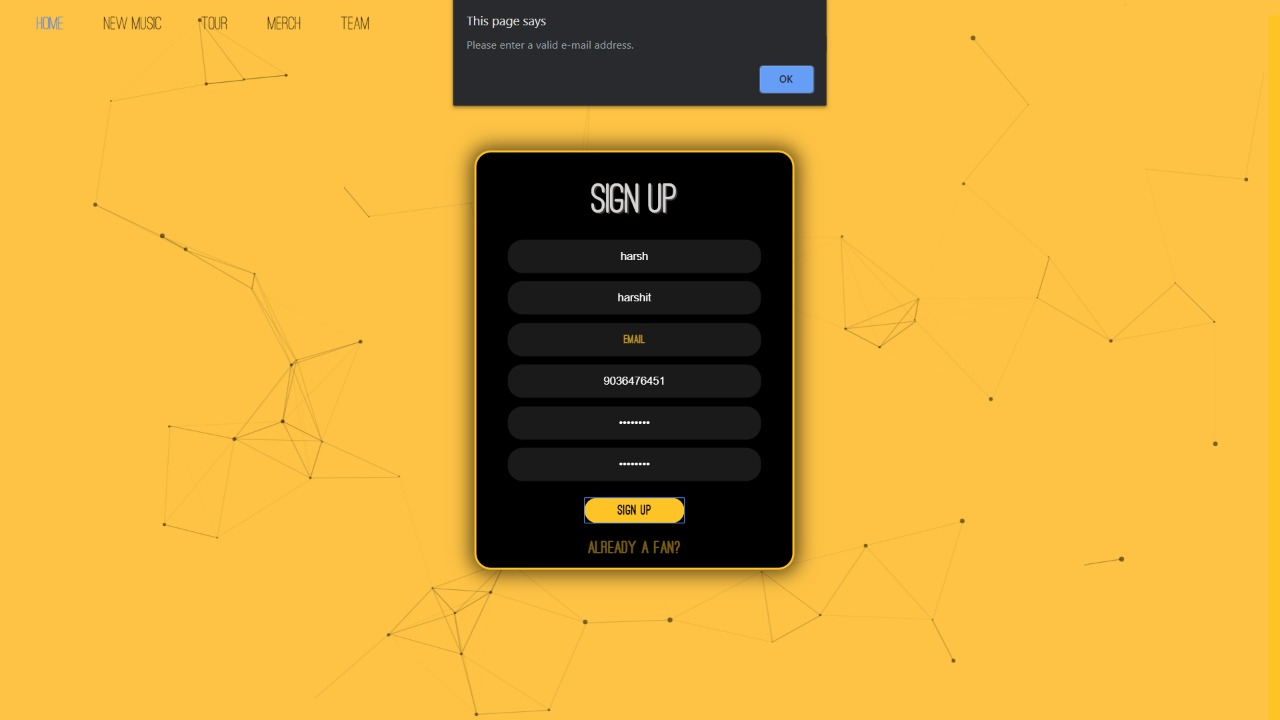 HOME NEW MUSIC TOUR MERCH TEAM
This page says
Please enter a valid e-mail address.
OK
SIGN UP
harsh
harshit
EMAIL
9036476451
••••••••
••••••••
SIGN UP
ALREADY A FAN?